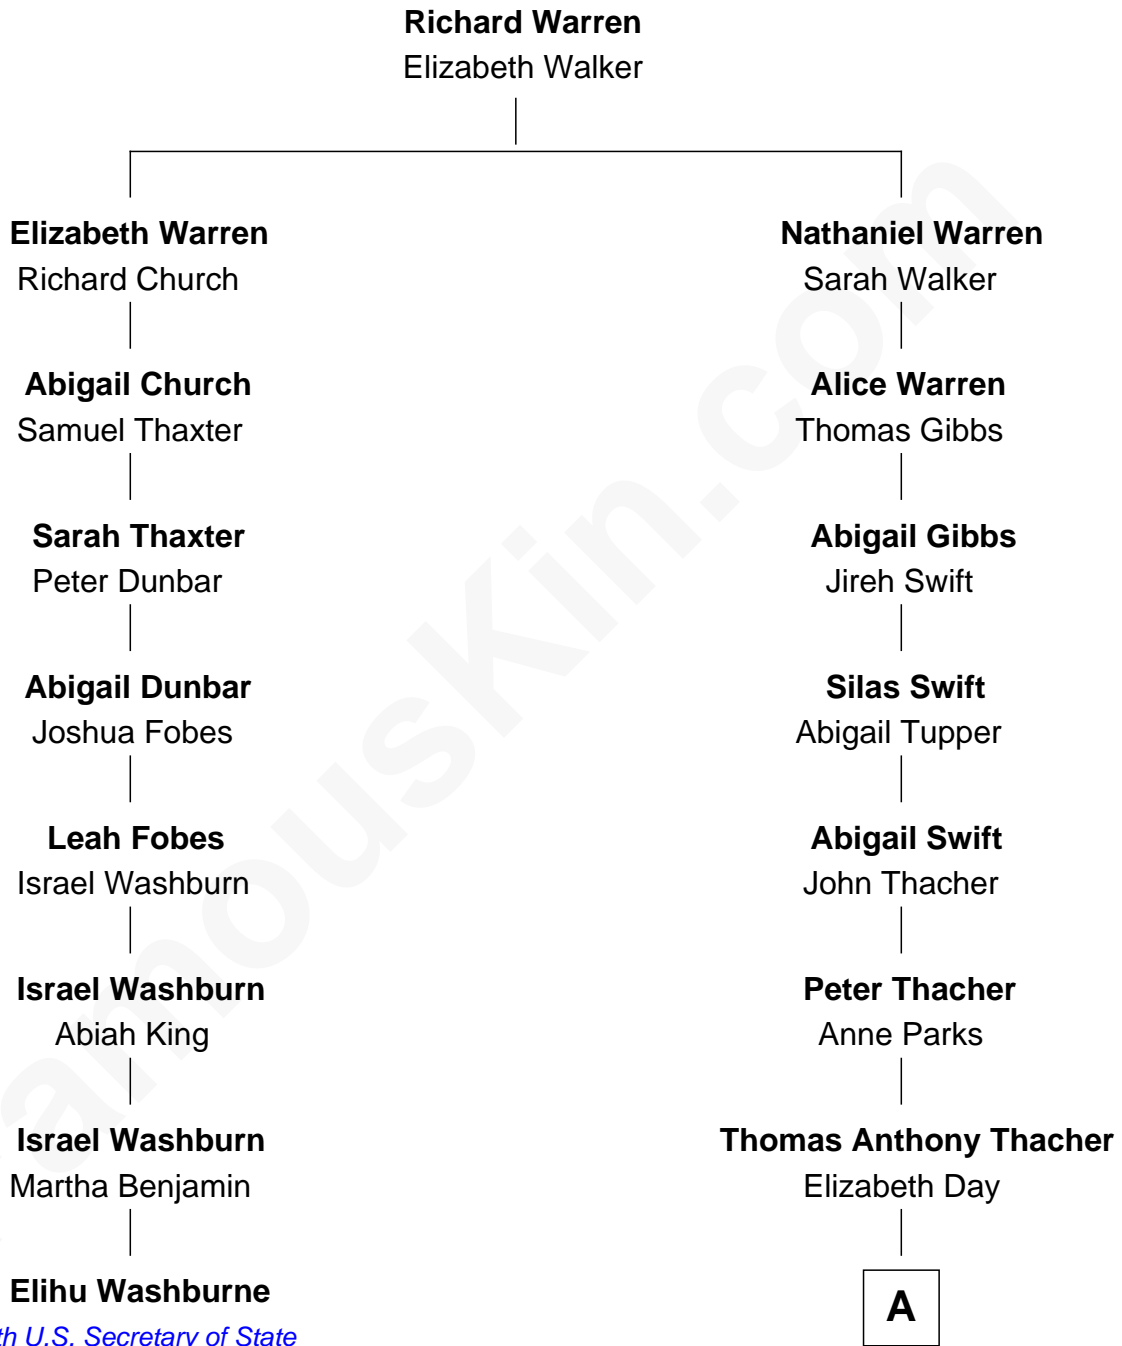 Richard Warren
Elizabeth Walker
Elizabeth Warren
Richard Church
Abigail Church
Samuel Thaxter
Sarah Thaxter
Peter Dunbar
Abigail Dunbar
Joshua Fobes
Leah Fobes
Israel Washburn
Israel Washburn
Abiah King
Israel Washburn
Martha Benjamin
Elihu Washburne
th U.S. Secretary of State
Nathaniel Warren
Sarah Walker
Alice Warren
Thomas Gibbs
Abigail Gibbs
Jireh Swift
Silas Swift
Abigail Tupper
Abigail Swift
John Thacher
Peter Thacher
Anne Parks
Thomas Anthony Thacher
Elizabeth Day
A
amouskin.com